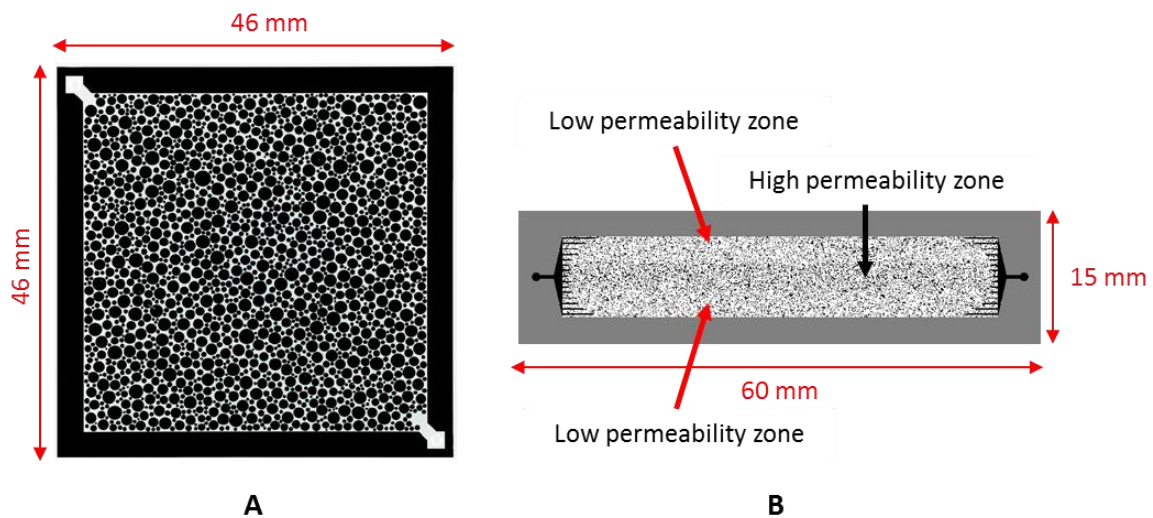 46 mm
46 mm
A
Low permeability zone
High permeability zone
15 mm
60 mm
Low permeability zone
B